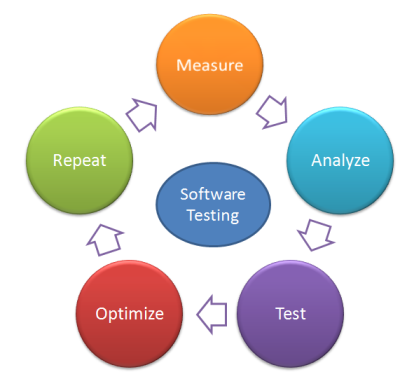 Measure
Analyze
Test
Optimize
Repeat
Software
Testing